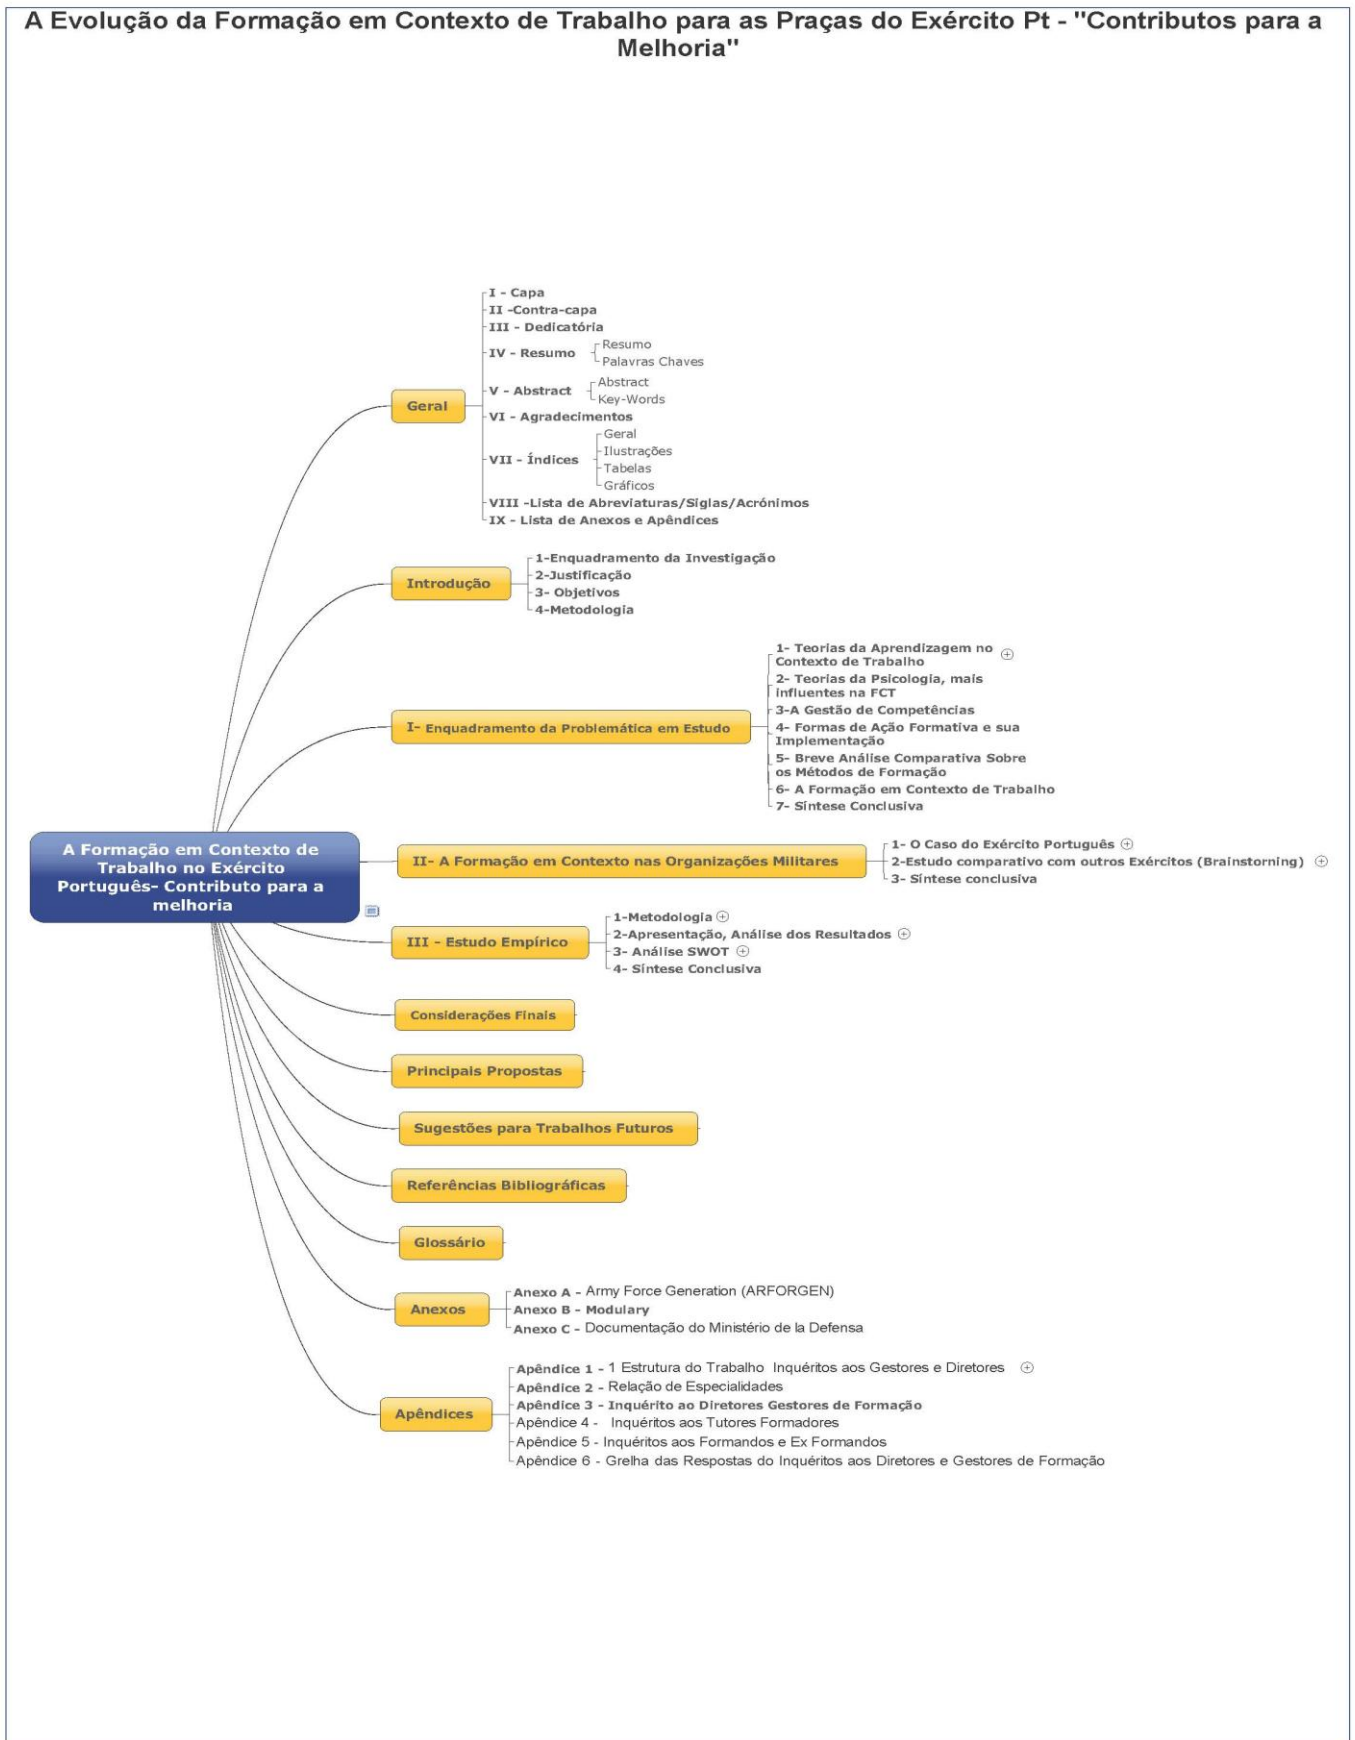 A Evolução da Formação em Contexto de Trabalho para as Praças do Exército Pt - "Contributos para a
Melhoria"
A Formação em Contexto de
Trabalho no Exército
Português- Contributo para a
melhoria
Geral
I - Capa
II -Contra-capa
III - Dedicatória
IV - Resumo
Resumo
Palavras Chaves
V - Abstract
Abstract
Key-Words
VI - Agradecimentos
VII - Índices
Geral
Ilustrações
Tabelas
Gráficos
VIII -Lista de Abreviaturas/Siglas/Acrónimos
IX - Lista de Anexos e Apêndices
Introdução
1-Enquadramento da Investigação
2-Justificação
3- Objetivos
4-Metodologia
I- Enquadramento da Problemática em Estudo
1- Teorias da Aprendizagem no
Contexto de Trabalho
2- Teorias da Psicologia, mais
influentes na FCT
3-A Gestão de Competências
4- Formas de Ação Formativa e sua
Implementação
5- Breve Análise Comparativa Sobre
os Métodos de Formação
6- A Formação em Contexto de Trabalho
7- Síntese Conclusiva
II- A Formação em Contexto nas Organizações Militares
1- O Caso do Exército Português
2-Estudo comparativo com outros Exércitos (Brainstorning)
3- Síntese conclusiva
III - Estudo Empírico
1-Metodologia
2-Apresentação, Análise dos Resultados
3- Análise SWOT
4- Síntese Conclusiva
Considerações Finais
Principais Propostas
Sugestões para Trabalhos Futuros
Referências Bibliográficas
Glossário
Anexos
Anexo A - Army Force Generation (ARFORGEN)
Anexo B - Modulary
Anexo C - Documentação do Ministério de la Defensa
Apêndices
Apêndice 1 - 1 Estrutura do Trabalho Inquéritos aos Gestores e Diretores
Apêndice 2 - Relação de Especialidades
Apêndice 3 - Inquérito ao Diretores Gestores de Formação
Apêndice 4 - Inquéritos aos Tutores Formadores
Apêndice 5 - Inquéritos aos Formandos e Ex Formandos
Apêndice 6 - Grelha das Respostas do Inquéritos aos Diretores e Gestores de Formação